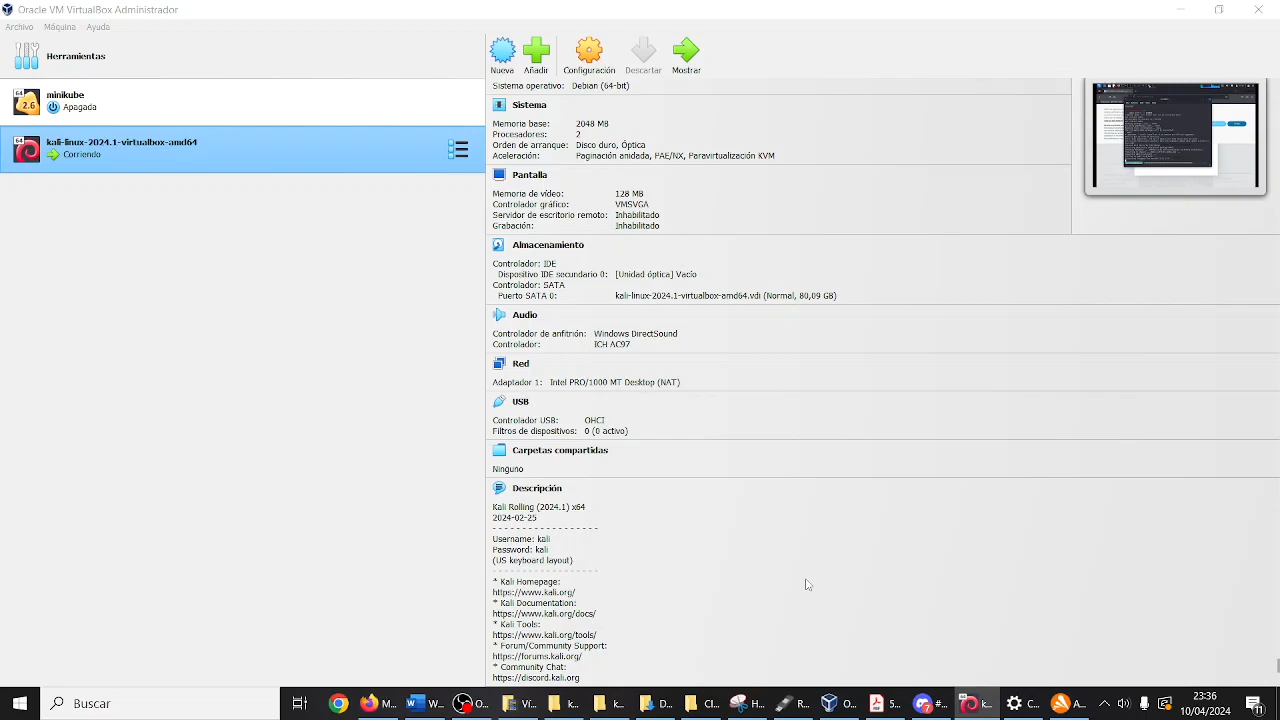 Oracle VM VirtualBox Administrador
Archivo Máquina Ayuda
Herramientas
Nueva Añadir Configuración Descartar Mostrar
64
2.6
minikube
Apagada
64
kali-linux-2024.1-virtualbox-amd64
Corriendo
Sistema operativo: Debian (64-bit)
Sistema
Memoria base: 2048 MB
Procesadores: 2
Orden de arranque: Disco duro, Óptica
Aceleración: Paginación anidada, PAE/NX, Paravirtualización KVM
Pantalla
Memoria de vídeo: 128 MB
Controlador gráfico: VMSVGA
Servidor de escritorio remoto: Inhabilitado
Grabación: Inhabilitado
Almacenamiento
Controlador: IDE
Dispositivo IDE secundario 0: [Unidad óptica] Vacío
Controlador: SATA
Puerto SATA 0: kali-linux-2024.1-virtualbox-amd64.vdi (Normal, 80,09 GB)
Audio
Controlador de anfitrión: Windows DirectSound
Controlador: ICH AC97
Red
Adaptador 1: Intel PRO/1000 MT Desktop (NAT)
USB
Controlador USB: OHCI
Filtros de dispositivos: 0 (0 activo)
Carpetas compartidas
Ninguno
Descripción
Kali Rolling (2024.1) x64
2024-02-25
- - - - - - - - - - - - - - - - - -
Username: kali
Password: kali
(US keyboard layout)
- - - - - - - - - - - - - - - - - -
* Kali Homepage:
https://www.kali.org/
* Kali Documentation:
https://www.kali.org/docs/
* Kali Tools:
https://www.kali.org/tools/
* Forum/Community Support:
https://forums.kali.org/
* Community Chat:
https://discord.kali.org
Buscar
M... W... O... Vi... k... k... D... Cl... H... R... O... S... #... k... C... A...
23:36
10/04/2024
11